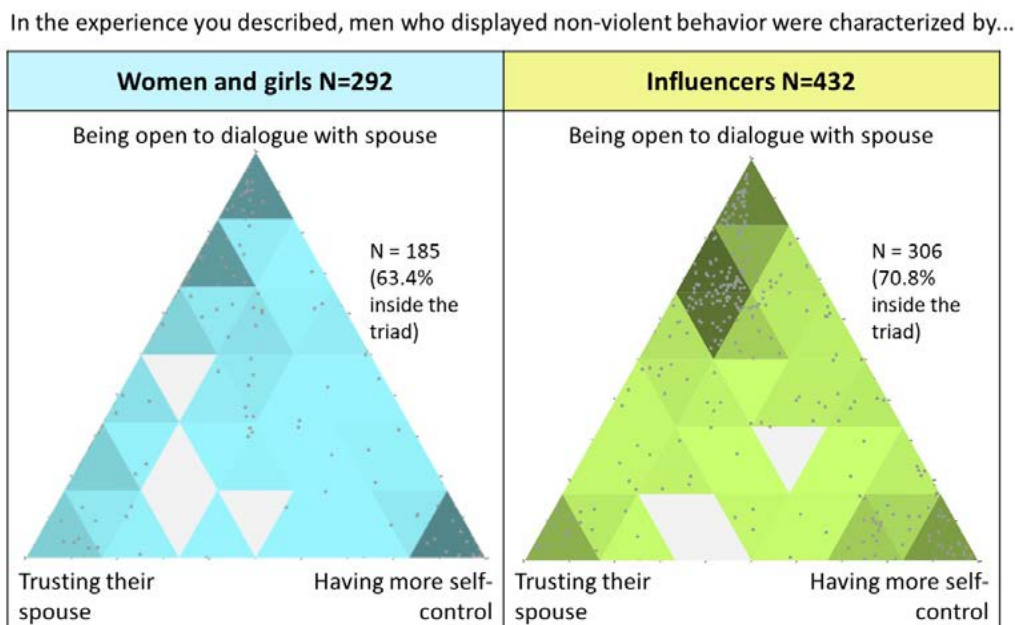 In the experience you described, men who displayed non-violent behavior were characterized by...
Women and girls N=292
Influencers N=432
Being open to dialogue with spouse
Being open to dialogue with spouse
N = 185
(63.4%
inside the
triad)
N = 306
(70.8%
inside the
triad)
Trusting their
spouse
Having more self-
control
Trusting their
spouse
Having more self-
control